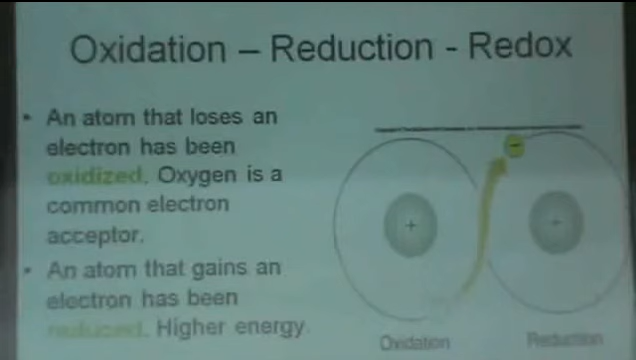 Oxidation – Reduction - Redox
• An atom that loses an
electron has been
oxidized. Oxygen is a
common electron
acceptor.
• An atom that gains an
electron has been
reduced. Higher energy
−
+
+
Oxidation
Reduction